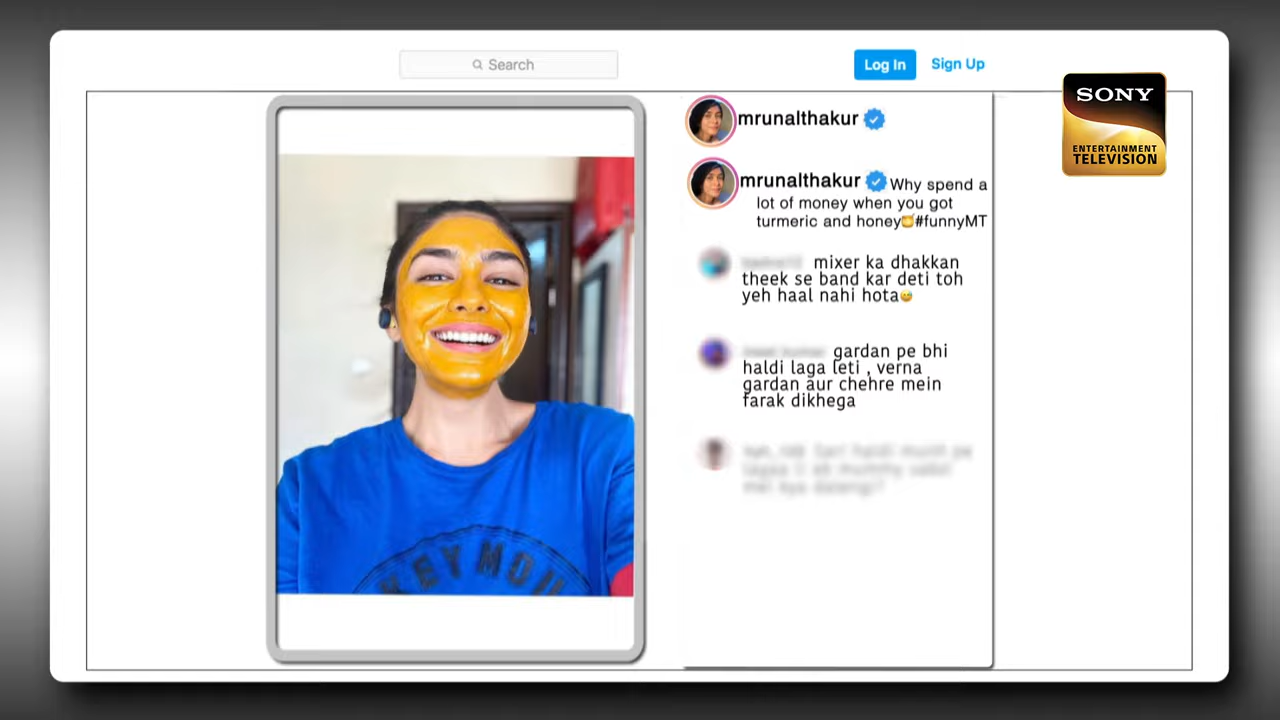 Search
Log In
Sign Up
SONY
ENTERTAINMENT
TELEVISION
mrunalthakur
mrunalthakur Why spend a
lot of money when you got
turmeric and honey🍯#funnyMT
mixer ka dhakkan
theek se band kar deti toh
yeh haal nahi hota😅
gardan pe bhi
haldi laga leti , verna
gardan aur chehre mein
farak dikhega